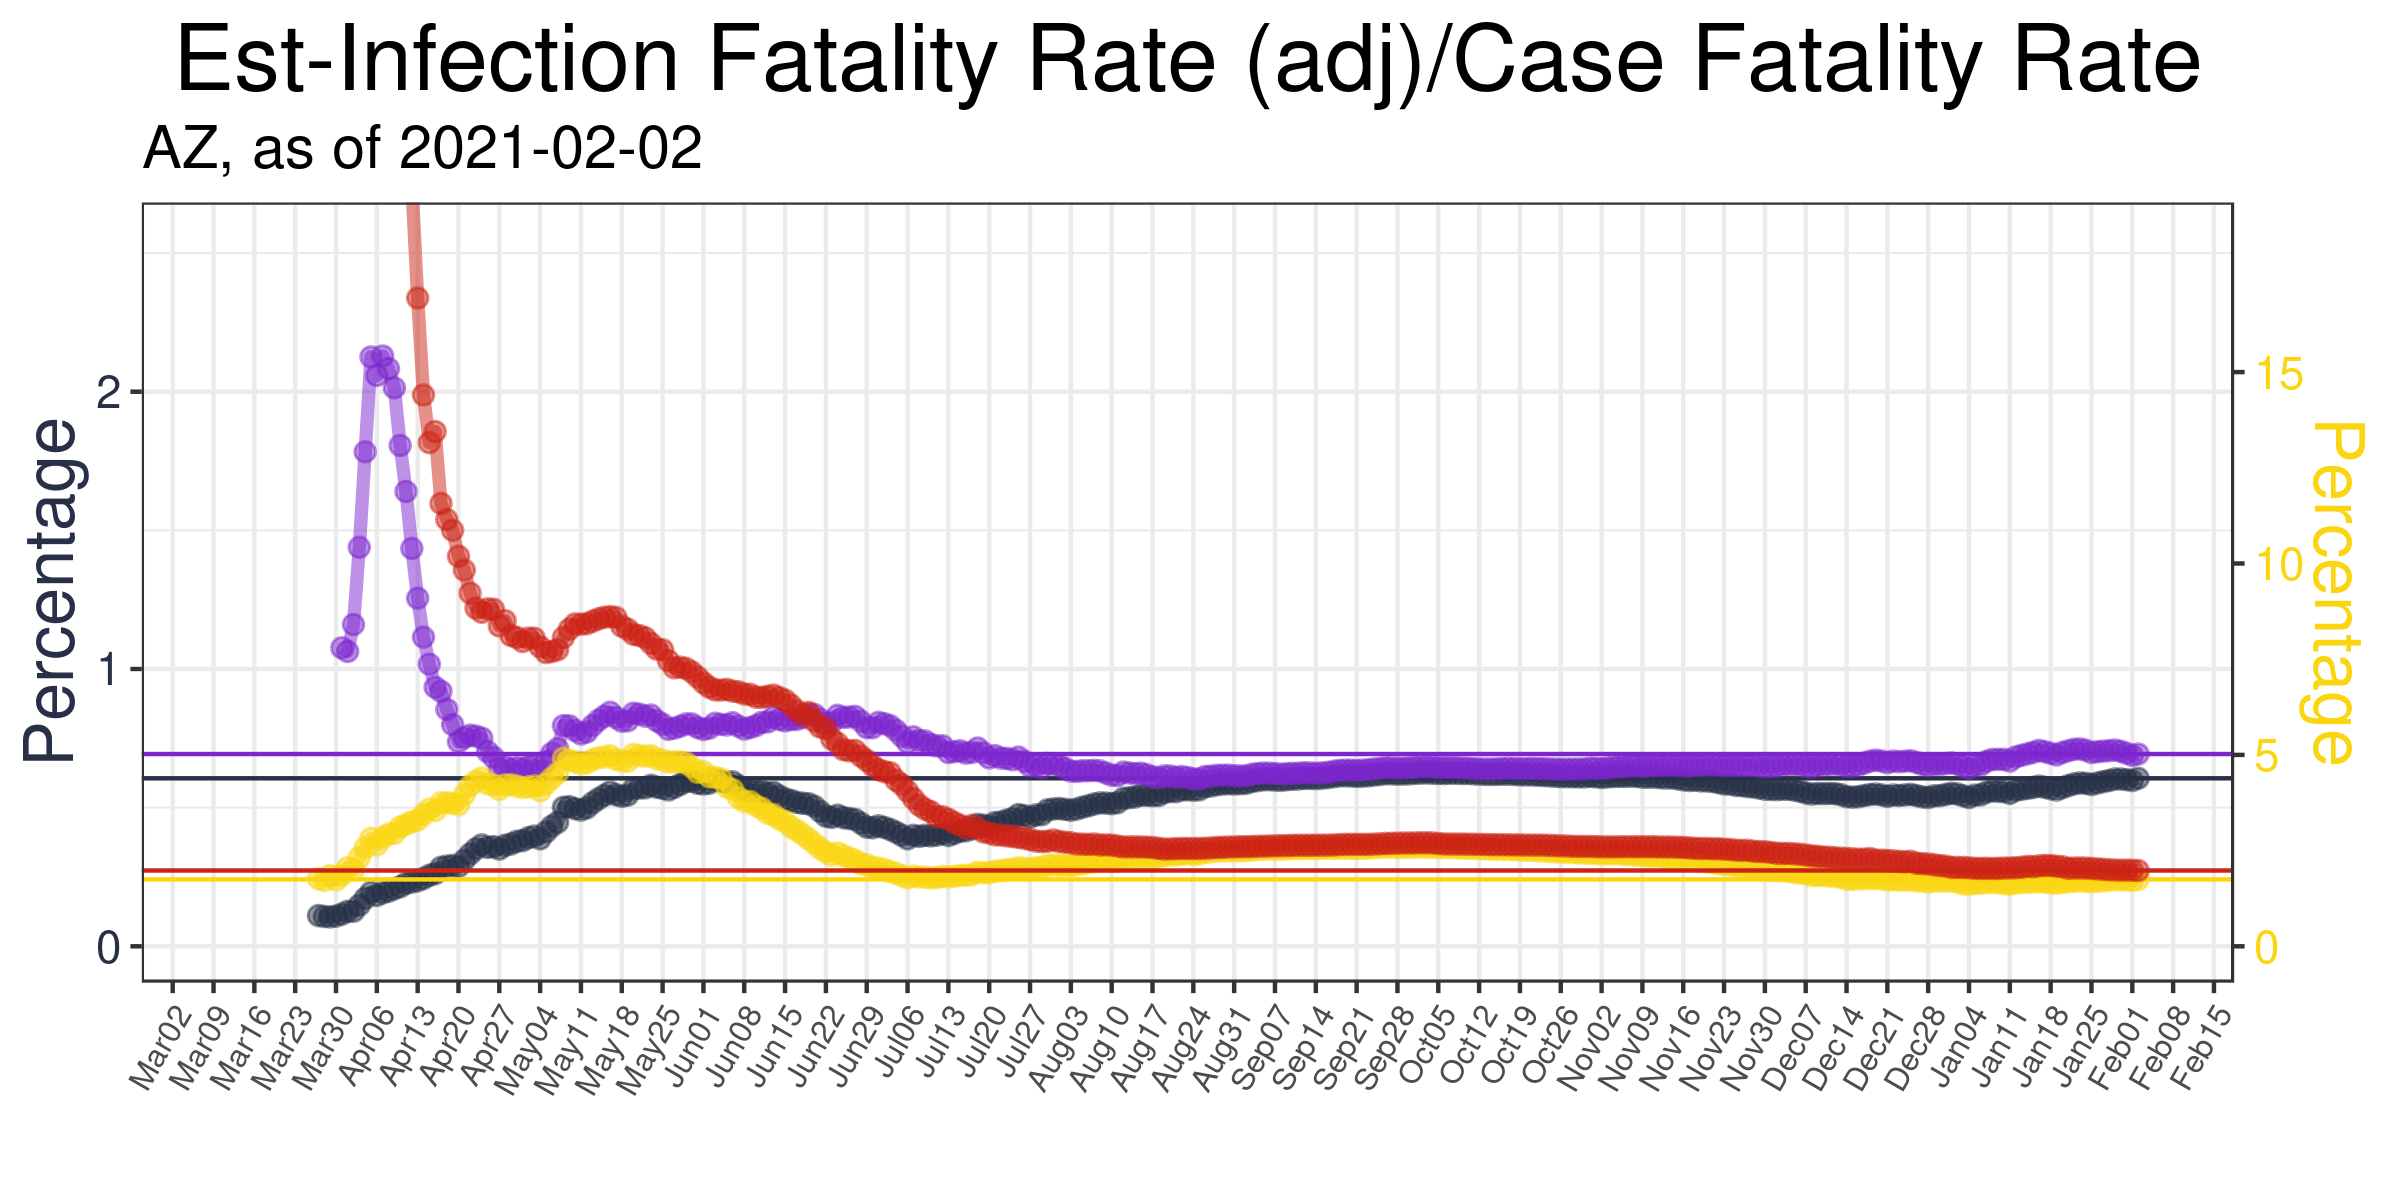 Est-Infection Fatality Rate (adj)/Case Fatality Rate
AZ, as of 2021-02-02
Percentage
2
1
0
15
10
5
0
Percentage
Mar02
Mar09
Mar16
Mar23
Mar30
Apr06
Apr13
Apr20
Apr27
May04
May11
May18
May25
Jun01
Jun08
Jun15
Jun22
Jun29
Jul06
Jul13
Jul20
Jul27
Aug03
Aug10
Aug17
Aug24
Aug31
Sep07
Sep14
Sep21
Sep28
Oct05
Oct12
Oct19
Oct26
Nov02
Nov09
Nov16
Nov23
Nov30
Dec07
Dec14
Dec21
Dec28
Jan04
Jan11
Jan18
Jan25
Feb01
Feb08
Feb15